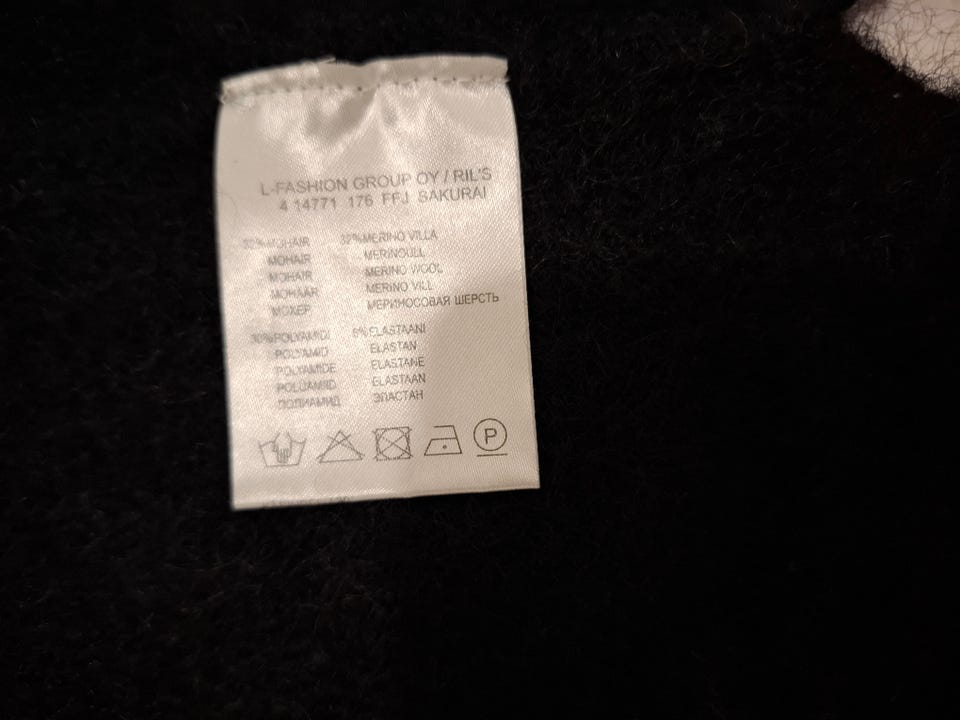 L-FASHION GROUP OY / RIL'S
4 14771 176 FFJ SAKURAI
32%MOHAIR 32%MERINO VILLA
MOHAIR MERINOULL
MOHAIR MERINO WOOL
MOHÄÄR MERINO VILL
МОХЕР МЕРИНОСОВАЯ ШЕРСТЬ
30%POLYAMIDI 6%ELASTAANI
POLYAMID ELASTAN
POLYAMIDE ELASTANE
POLÜAMIID ELASTAAN
ПОЛИАМИД ЭЛАСТАН
P